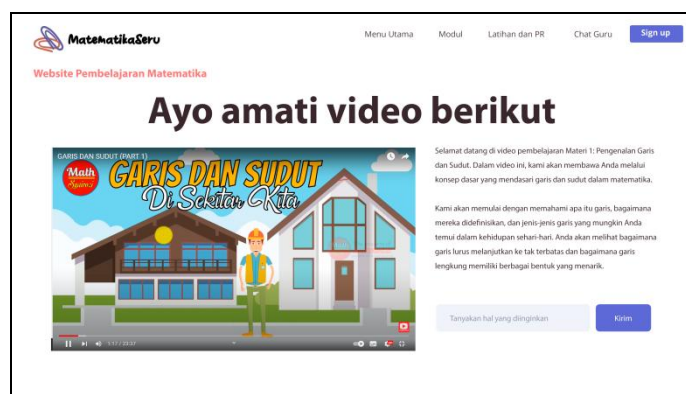 MatematikaSeru
Menu Utama
Modul
Latihan dan PR
Chat Guru
Sign up
Website Pembelajaran Matematika
Ayo amati video berikut
GARIS DAN SUDUT (PART 1)
Math
GARIS DAN SUDUT
Di Sekitar Kita
Selamat datang di video pembelajaran Materi 1: Pengenalan Garis
dan Sudut. Dalam video ini, kami akan membawa Anda melalui
konsep dasar yang mendasari garis dan sudut dalam matematika.
Kami akan memulai dengan memahami apa itu garis, bagaimana
mereka didefinisikan, dan jenis-jenis garis yang mungkin Anda
temui dalam kehidupan sehari-hari. Anda akan melihat bagaimana
garis lurus melanjutkan ke tak terbatas dan bagaimana garis
lengkung memiliki berbagai bentuk yang menarik.
Tanyakan hal yang diinginkan
Kirim